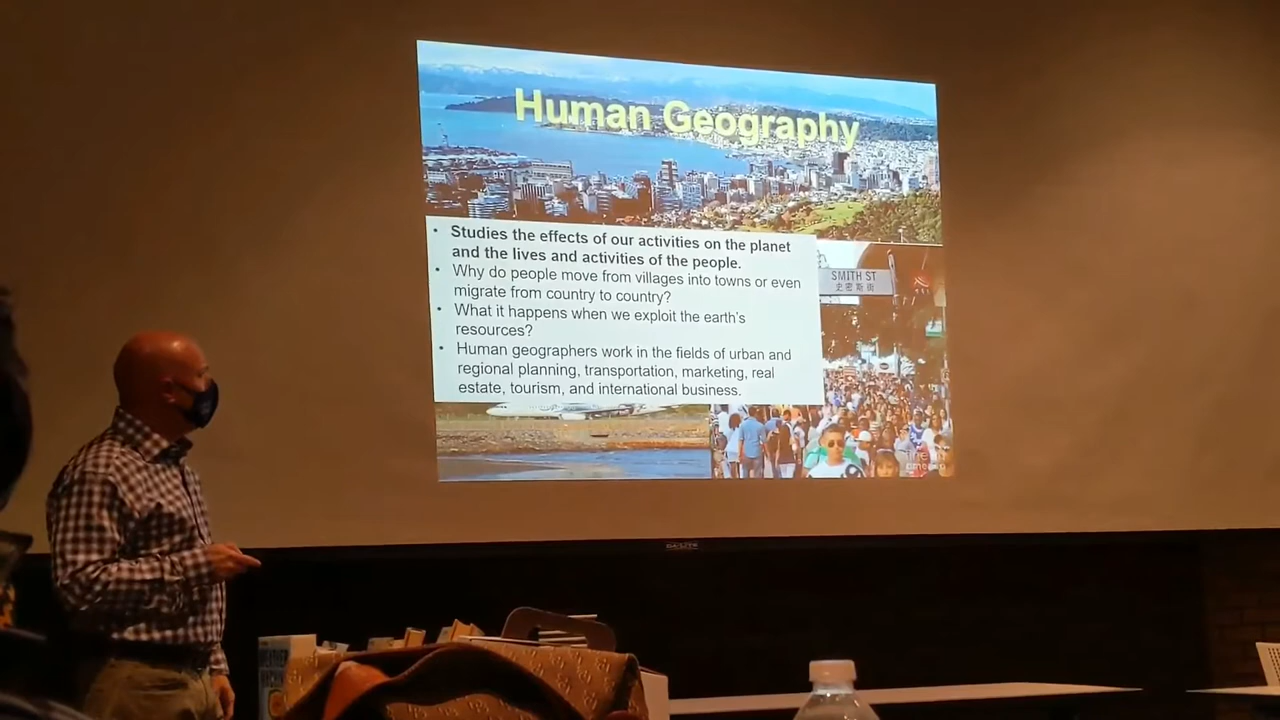 Human Geography
• Studies the effects of our activities on the planet
and the lives and activities of the people.
• Why do people move from villages into towns or even
migrate from country to country?
• What it happens when we exploit the earth's
resources?
• Human geographers work in the fields of urban and
regional planning, transportation, marketing, real
estate, tourism, and international business.
SMITH ST
史密斯街
DA-LITE